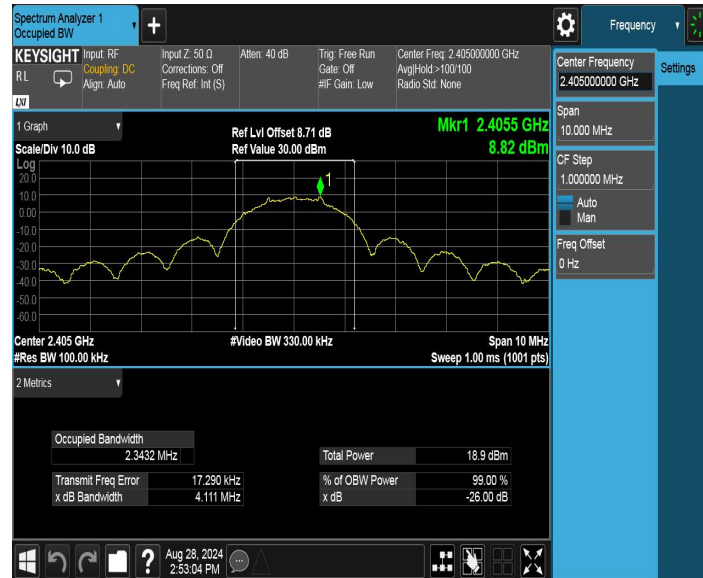 Spectrum Analyzer 1
Occupied BW
Frequency
KEYSIGHT
R L
LXI
Input: RF
Coupling: DC
Align: Auto
Input Z: 50 Ω
Corrections: Off
Freq Ref: Int (S)
Atten: 40 dB
Trig: Free Run
Gate: Off
#IF Gain: Low
Center Freq: 2.405000000 GHz
Avg|Hold:>100/100
Radio Std: None
Center Frequency
2.405000000 GHz
Settings
Span
10.000 MHz
CF Step
1.000000 MHz
Auto
Man
Freq Offset
0 Hz
1 Graph
Scale/Div 10.0 dB
Ref Lvl Offset 8.71 dB
Ref Value 30.00 dBm
Mkr1 2.4055 GHz
8.82 dBm
Log
20.0
10.0
0.00
-10.0
-20.0
-30.0
-40.0
-50.0
-60.0
1
Center 2.405 GHz
#Res BW 100.00 kHz
#Video BW 330.00 kHz
Span 10 MHz
Sweep 1.00 ms (1001 pts)
2 Metrics
Occupied Bandwidth
2.3432 MHz
Total Power 18.9 dBm
Transmit Freq Error 17.290 kHz
% of OBW Power 99.00 %
x dB Bandwidth 4.111 MHz
x dB -26.00 dB
Aug 28, 2024
2:53:04 PM